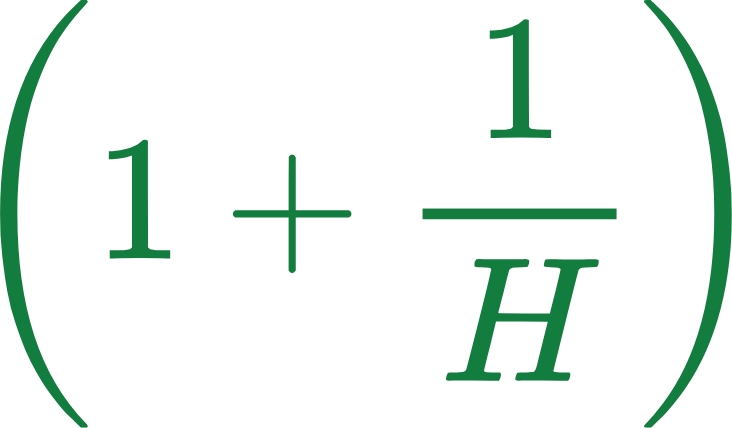 (1 + 1/H)